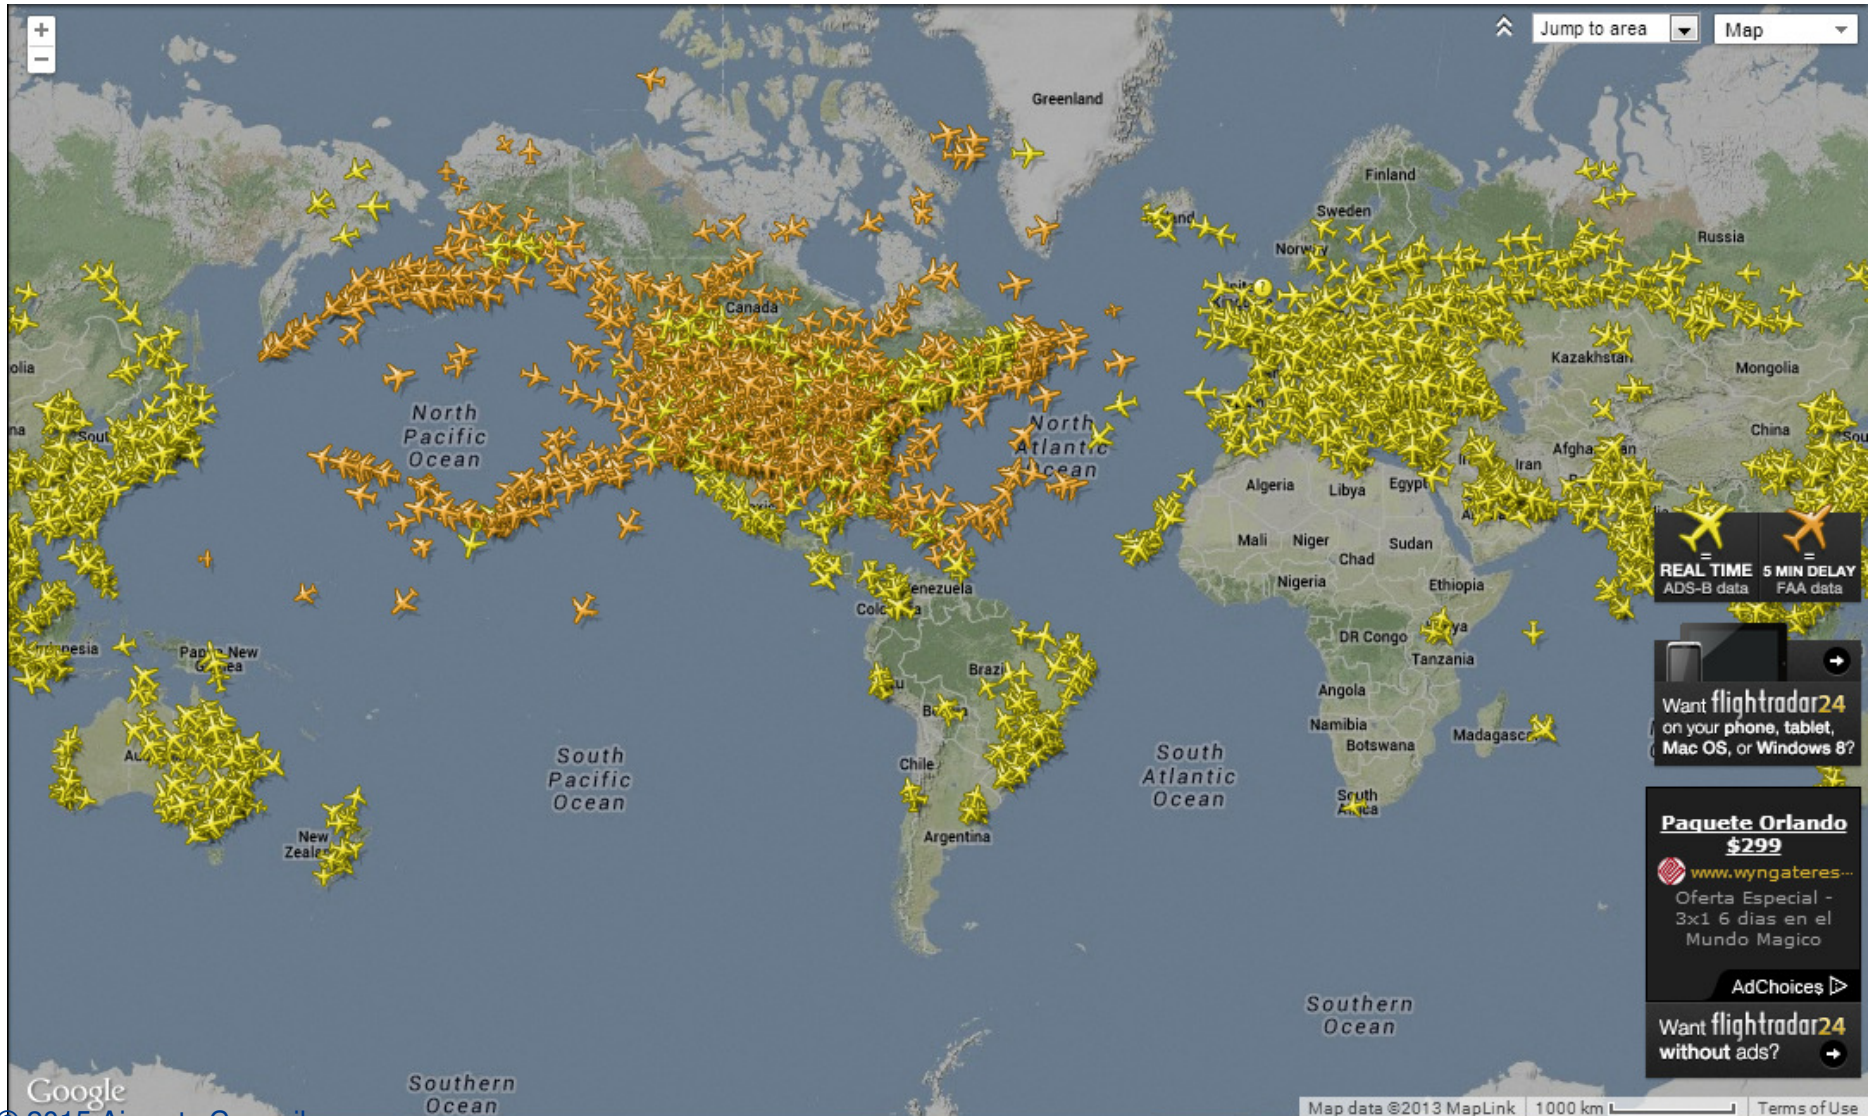 +
−
Jump to area
Map
Greenland
Finland
Sweden
Russia
Canada
Kazakhstan
Mongolia
North
Pacific
Ocean
North
Atlantic
Ocean
China
Iran
Algeria
Libya
Egypt
Mali
Niger
Chad
Sudan
Nigeria
Ethiopia
DR Congo
Tanzania
Angola
Namibia
Botswana
Chile
Argentina
South
Pacific
Ocean
South
Atlantic
Ocean
New
Southern
Ocean
Southern
Ocean
=
REAL TIME
ADS-B data
=
5 MIN DELAY
FAA data
Want flightradar24
on your phone, tablet,
Mac OS, or Windows 8?
Paquete Orlando
$299
www.wyngateres...
Oferta Especial -
3x1 6 dias en el
Mundo Magico
AdChoices
Want flightradar24
without ads?
Google
Map data ©2013 MapLink
1000 km
Terms of Use